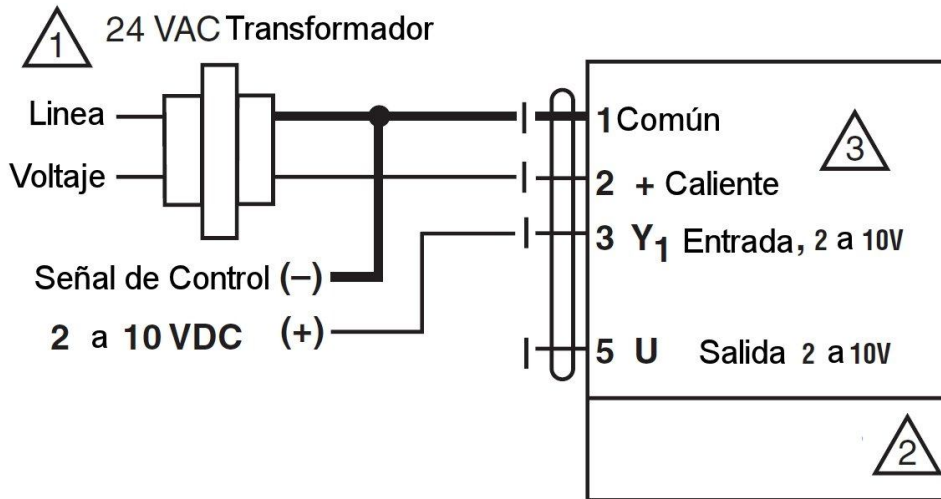 1 24 VAC Transformador
Linea
Voltaje
1 Común
3
2 + Caliente
3 Y1 Entrada, 2 a 10V
Señal de Control (–)
2 a 10 VDC (+)
5 U Salida 2 a 10V
2